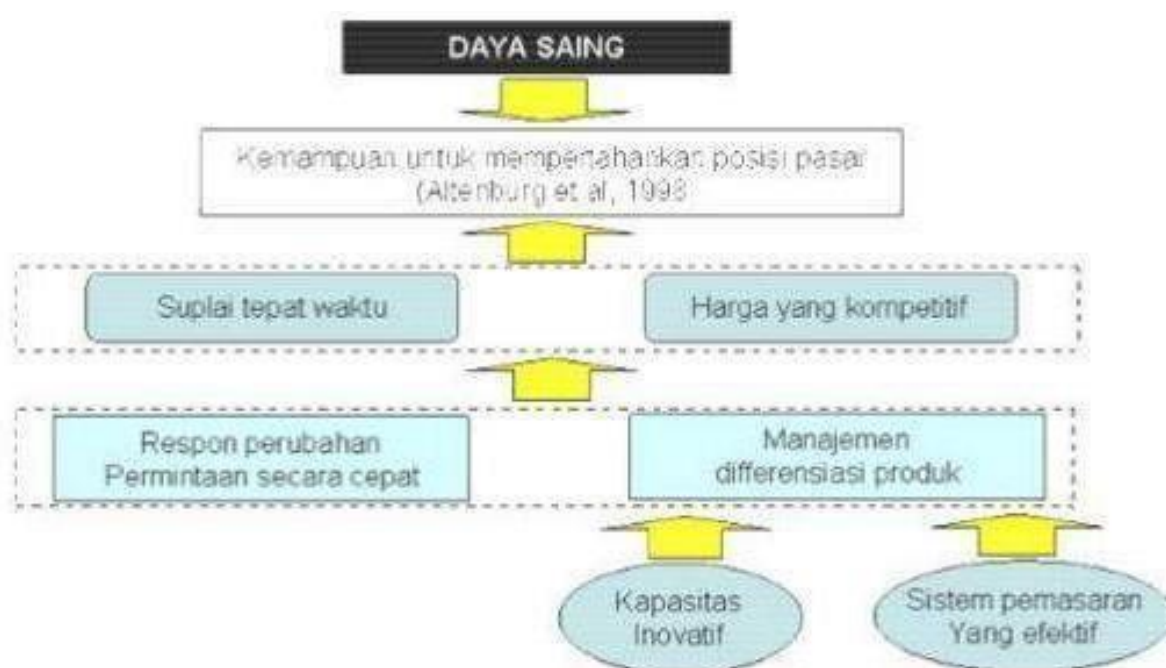 DAYA SAING
Kemampuan untuk mempertahankan posisi pasar
(Altenburg et al, 1998
Suplai tepat waktu
Harga yang kompetitif
Respon perubahan
Permintaan secara cepat
Manajemen
differensiasi produk
Kapasitas
Inovatif
Sistem pemasaran
Yang efektif